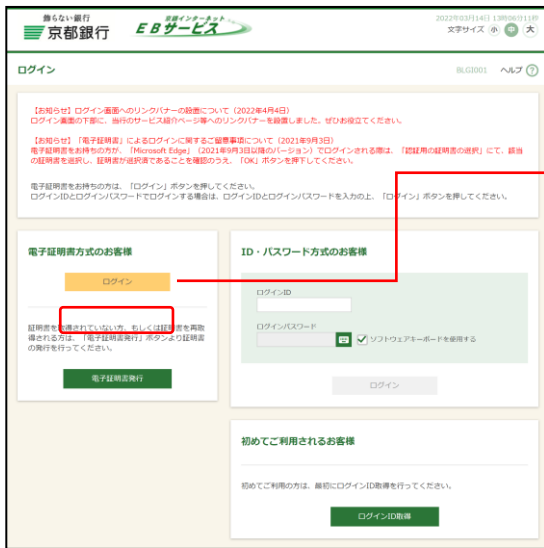 飾らない銀行
京都銀行
京銀インターネット
EBサービス
2022年03月14日 13時06分11秒
文字サイズ 小 中 大
ログイン
BLGI001 ヘルプ ?
【お知らせ】ログイン画面へのリンクバナーの設置について（2022年4月4日）
ログイン画面の下部に、当行のサービス紹介ページ等へのリンクバナーを設置しました。ぜひお役立てください。
【お知らせ】「電子証明書」によるログインに関するご留意事項について（2021年9月3日）
電子証明書をお持ちの方が、「Microsoft Edge」（2021年9月3日以降のバージョン）でログインされる際は、「認証用の証明書の選択」にて、該当
の証明書を選択し、証明書が選択済であることを確認のうえ、「OK」ボタンを押下してください。
電子証明書をお持ちの方は、「ログイン」ボタンを押してください。
ログインIDとログインパスワードでログインする場合は、ログインIDとログインパスワードを入力の上、「ログイン」ボタンを押してください。
電子証明書方式のお客様
ログイン
証明書を取得されていない方、もしくは証明書を再取
得される方は、「電子証明書発行」ボタンより証明書
の発行を行ってください。
電子証明書発行
ID・パスワード方式のお客様
ログインID
ログインパスワード
ソフトウェアキーボードを使用する
ログイン
初めてご利用されるお客様
初めてご利用の方は、最初にログインID取得を行ってください。
ログインID取得